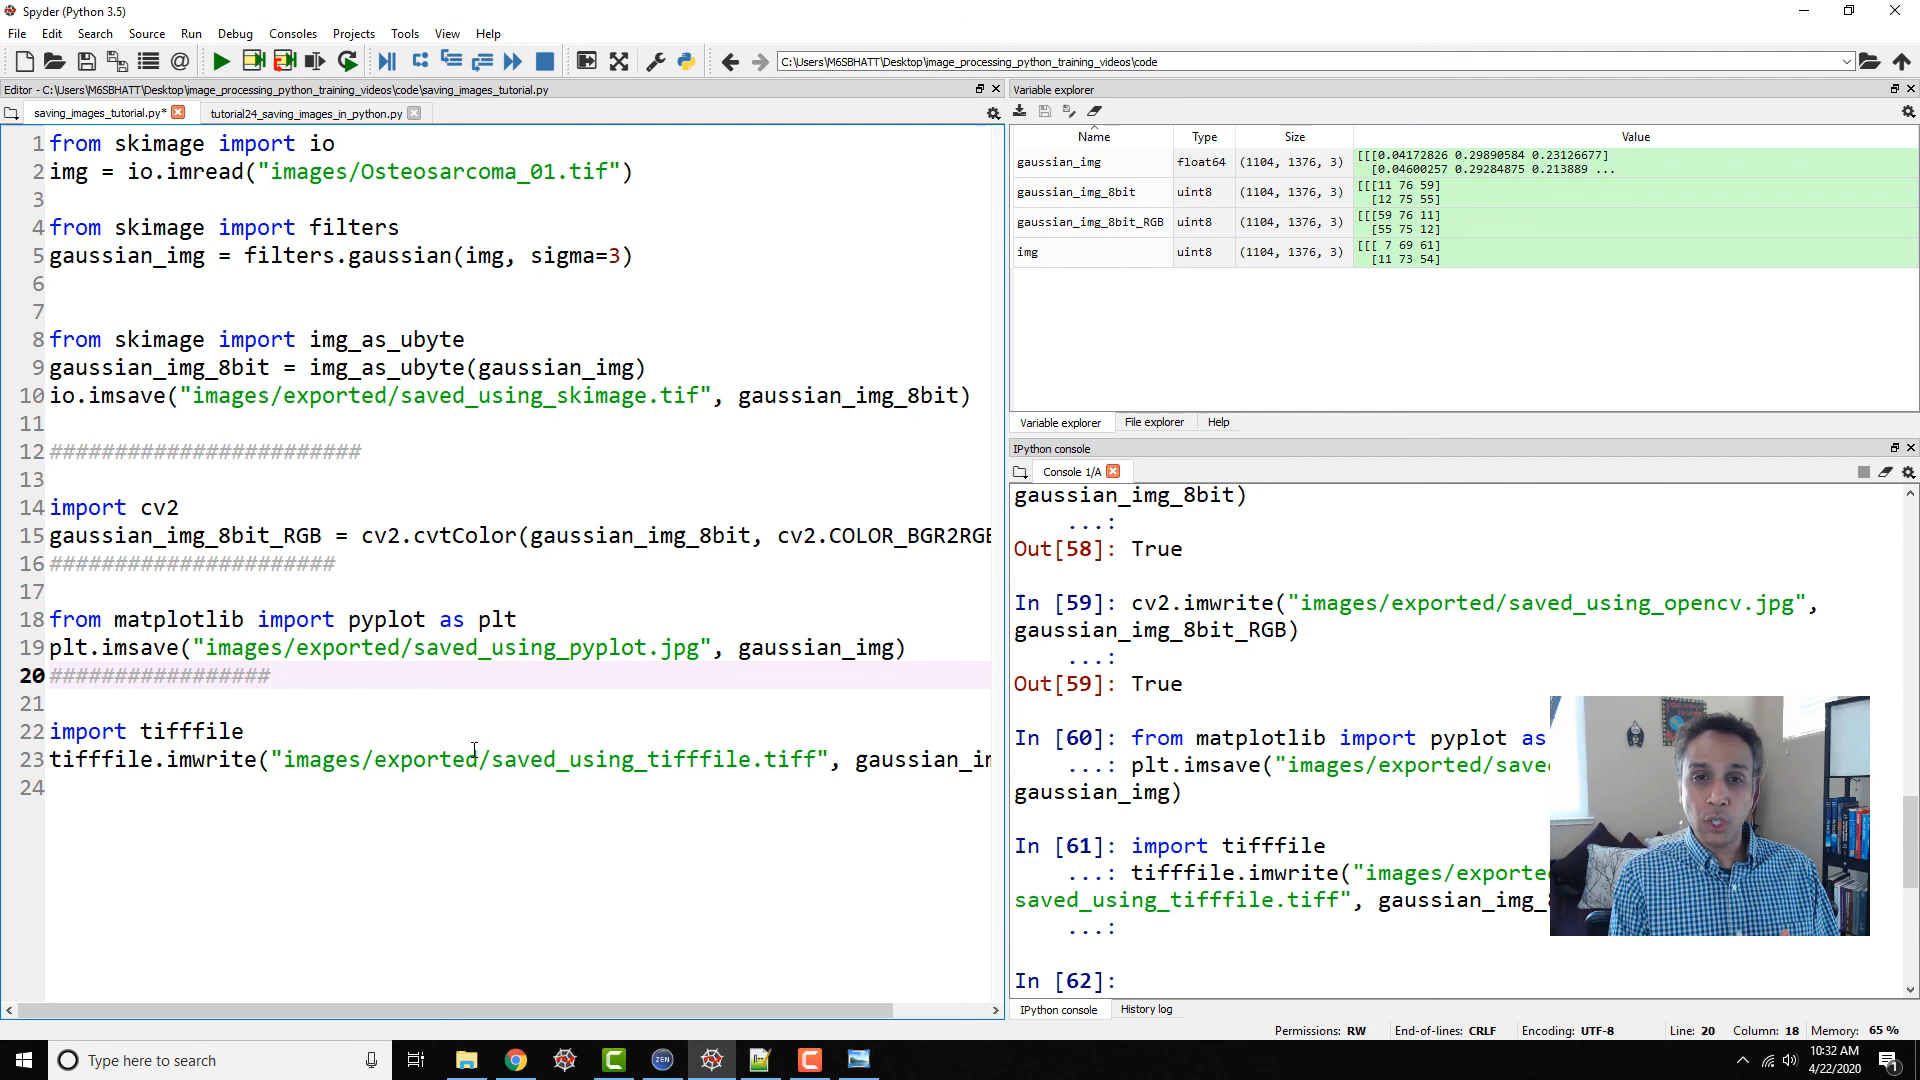 Spyder (Python 3.5)
File Edit Search Source Run Debug Consoles Projects Tools View Help
C:\Users\M6SBHATT\Desktop\image_processing_python_training_videos\code
Editor - C:\Users\M6SBHATT\Desktop\image_processing_python_training_videos\code\saving_images_tutorial.py
saving_images_tutorial.py* tutorial24_saving_images_in_python.py
1 from skimage import io
2 img = io.imread("images/Osteosarcoma_01.tif")
3
4 from skimage import filters
5 gaussian_img = filters.gaussian(img, sigma=3)
6
7
8 from skimage import img_as_ubyte
9 gaussian_img_8bit = img_as_ubyte(gaussian_img)
10 io.imsave("images/exported/saved_using_skimage.tif", gaussian_img_8bit)
11
12 ########################
13
14 import cv2
15 gaussian_img_8bit_RGB = cv2.cvtColor(gaussian_img_8bit, cv2.COLOR_BGR2RGB
16 ######################
17
18 from matplotlib import pyplot as plt
19 plt.imsave("images/exported/saved_using_pyplot.jpg", gaussian_img)
20 #################
21
22 import tifffile
23 tifffile.imwrite("images/exported/saved_using_tifffile.tiff", gaussian_im
24
Variable explorer
Name Type Size Value
gaussian_img float64 (1104, 1376, 3) [[[0.04172826 0.29890584 0.23126677]
[0.04600257 0.29284875 0.213889 ...
gaussian_img_8bit uint8 (1104, 1376, 3) [[[11 76 59]
[12 75 55]
gaussian_img_8bit_RGB uint8 (1104, 1376, 3) [[[59 76 11]
[55 75 12]
img uint8 (1104, 1376, 3) [[[ 7 69 61]
[11 73 54]
Variable explorer File explorer Help
IPython console
Console 1/A
gaussian_img_8bit)
...:
Out[58]: True
In [59]: cv2.imwrite("images/exported/saved_using_opencv.jpg",
gaussian_img_8bit_RGB)
...:
Out[59]: True
In [60]: from matplotlib import pyplot as
...: plt.imsave("images/exported/save
gaussian_img)
In [61]: import tifffile
...: tifffile.imwrite("images/exporte
saved_using_tifffile.tiff", gaussian_img_8
...:
In [62]:
IPython console History log
Permissions: RW End-of-lines: CRLF Encoding: UTF-8 Line: 20 Column: 18 Memory: 65 %
Type here to search
ZEN
10:32 AM
4/22/2020
1